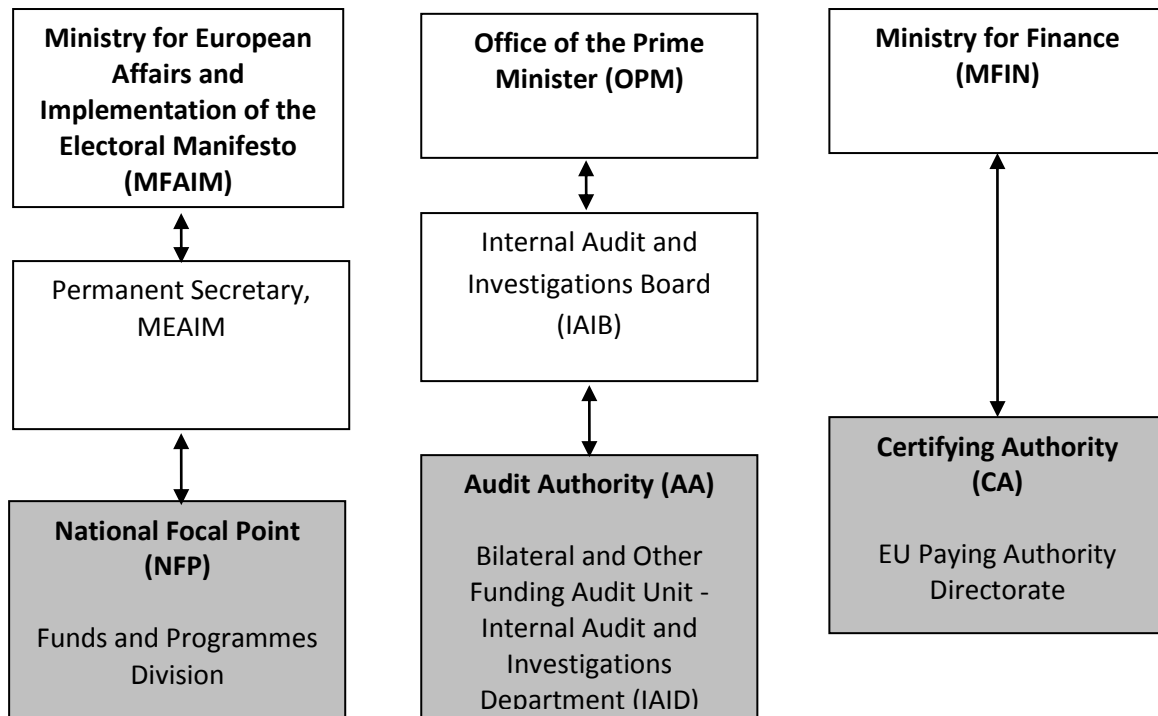 Ministry for European
Affairs and
Implementation of the
Electoral Manifesto
(MFAIM)
Permanent Secretary,
MEAIM
National Focal Point
(NFP)
Funds and Programmes
Division
Office of the Prime
Minister (OPM)
Internal Audit and
Investigations Board
(IAIB)
Audit Authority (AA)
Bilateral and Other
Funding Audit Unit -
Internal Audit and
Investigations
Department (IAID)
Ministry for Finance
(MFIN)
Certifying Authority
(CA)
EU Paying Authority
Directorate